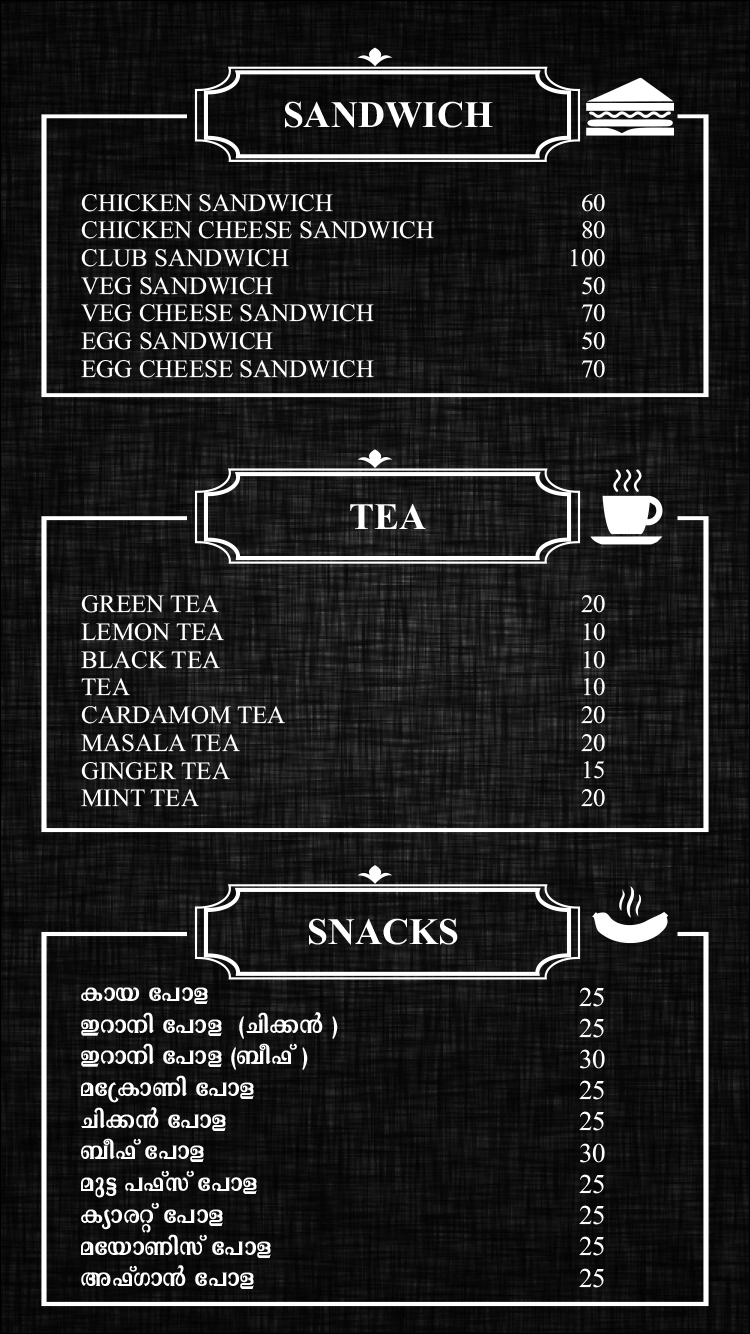 SANDWICH
CHICKEN SANDWICH 60
CHICKEN CHEESE SANDWICH 80
CLUB SANDWICH 100
VEG SANDWICH 50
VEG CHEESE SANDWICH 70
EGG SANDWICH 50
EGG CHEESE SANDWICH 70
TEA
GREEN TEA 20
LEMON TEA 10
BLACK TEA 10
TEA 10
CARDAMOM TEA 20
MASALA TEA 20
GINGER TEA 15
MINT TEA 20
SNACKS
കായ പോള 25
ഇറാനി പോള (ചിക്കൻ ) 25
ഇറാനി പോള (ബീഫ് ) 30
മക്രോണി പോള 25
ചിക്കൻ പോള 25
ബീഫ് പോള 30
മുട്ട പഫ്സ് പോള 25
ക്യാരറ്റ് പോള 25
മയോണിസ് പോള 25
അഫ്ഗാൻ പോള 25